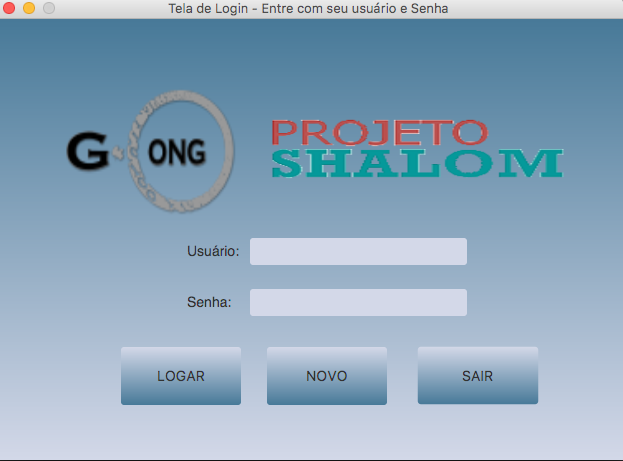 Tela de Login - Entre com seu usuário e Senha
G ONG
PROJETO
SHALOM
Usuário:
Senha:
LOGAR NOVO SAIR